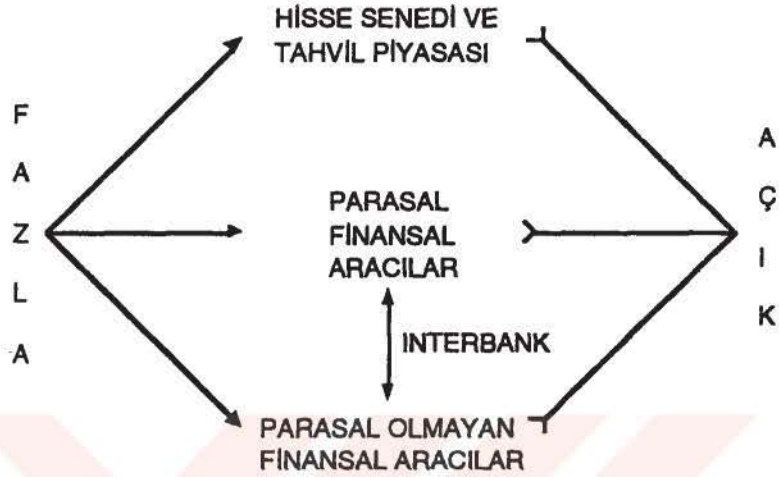 HİSSE SENEDİ VE
TAHVİL PİYASASI
F
A
Z
L
A
PARASAL
FİNANSAL
ARACILAR
INTERBANK
PARASAL OLMAYAN
FİNANSAL ARACILAR
A
Ç
I
K